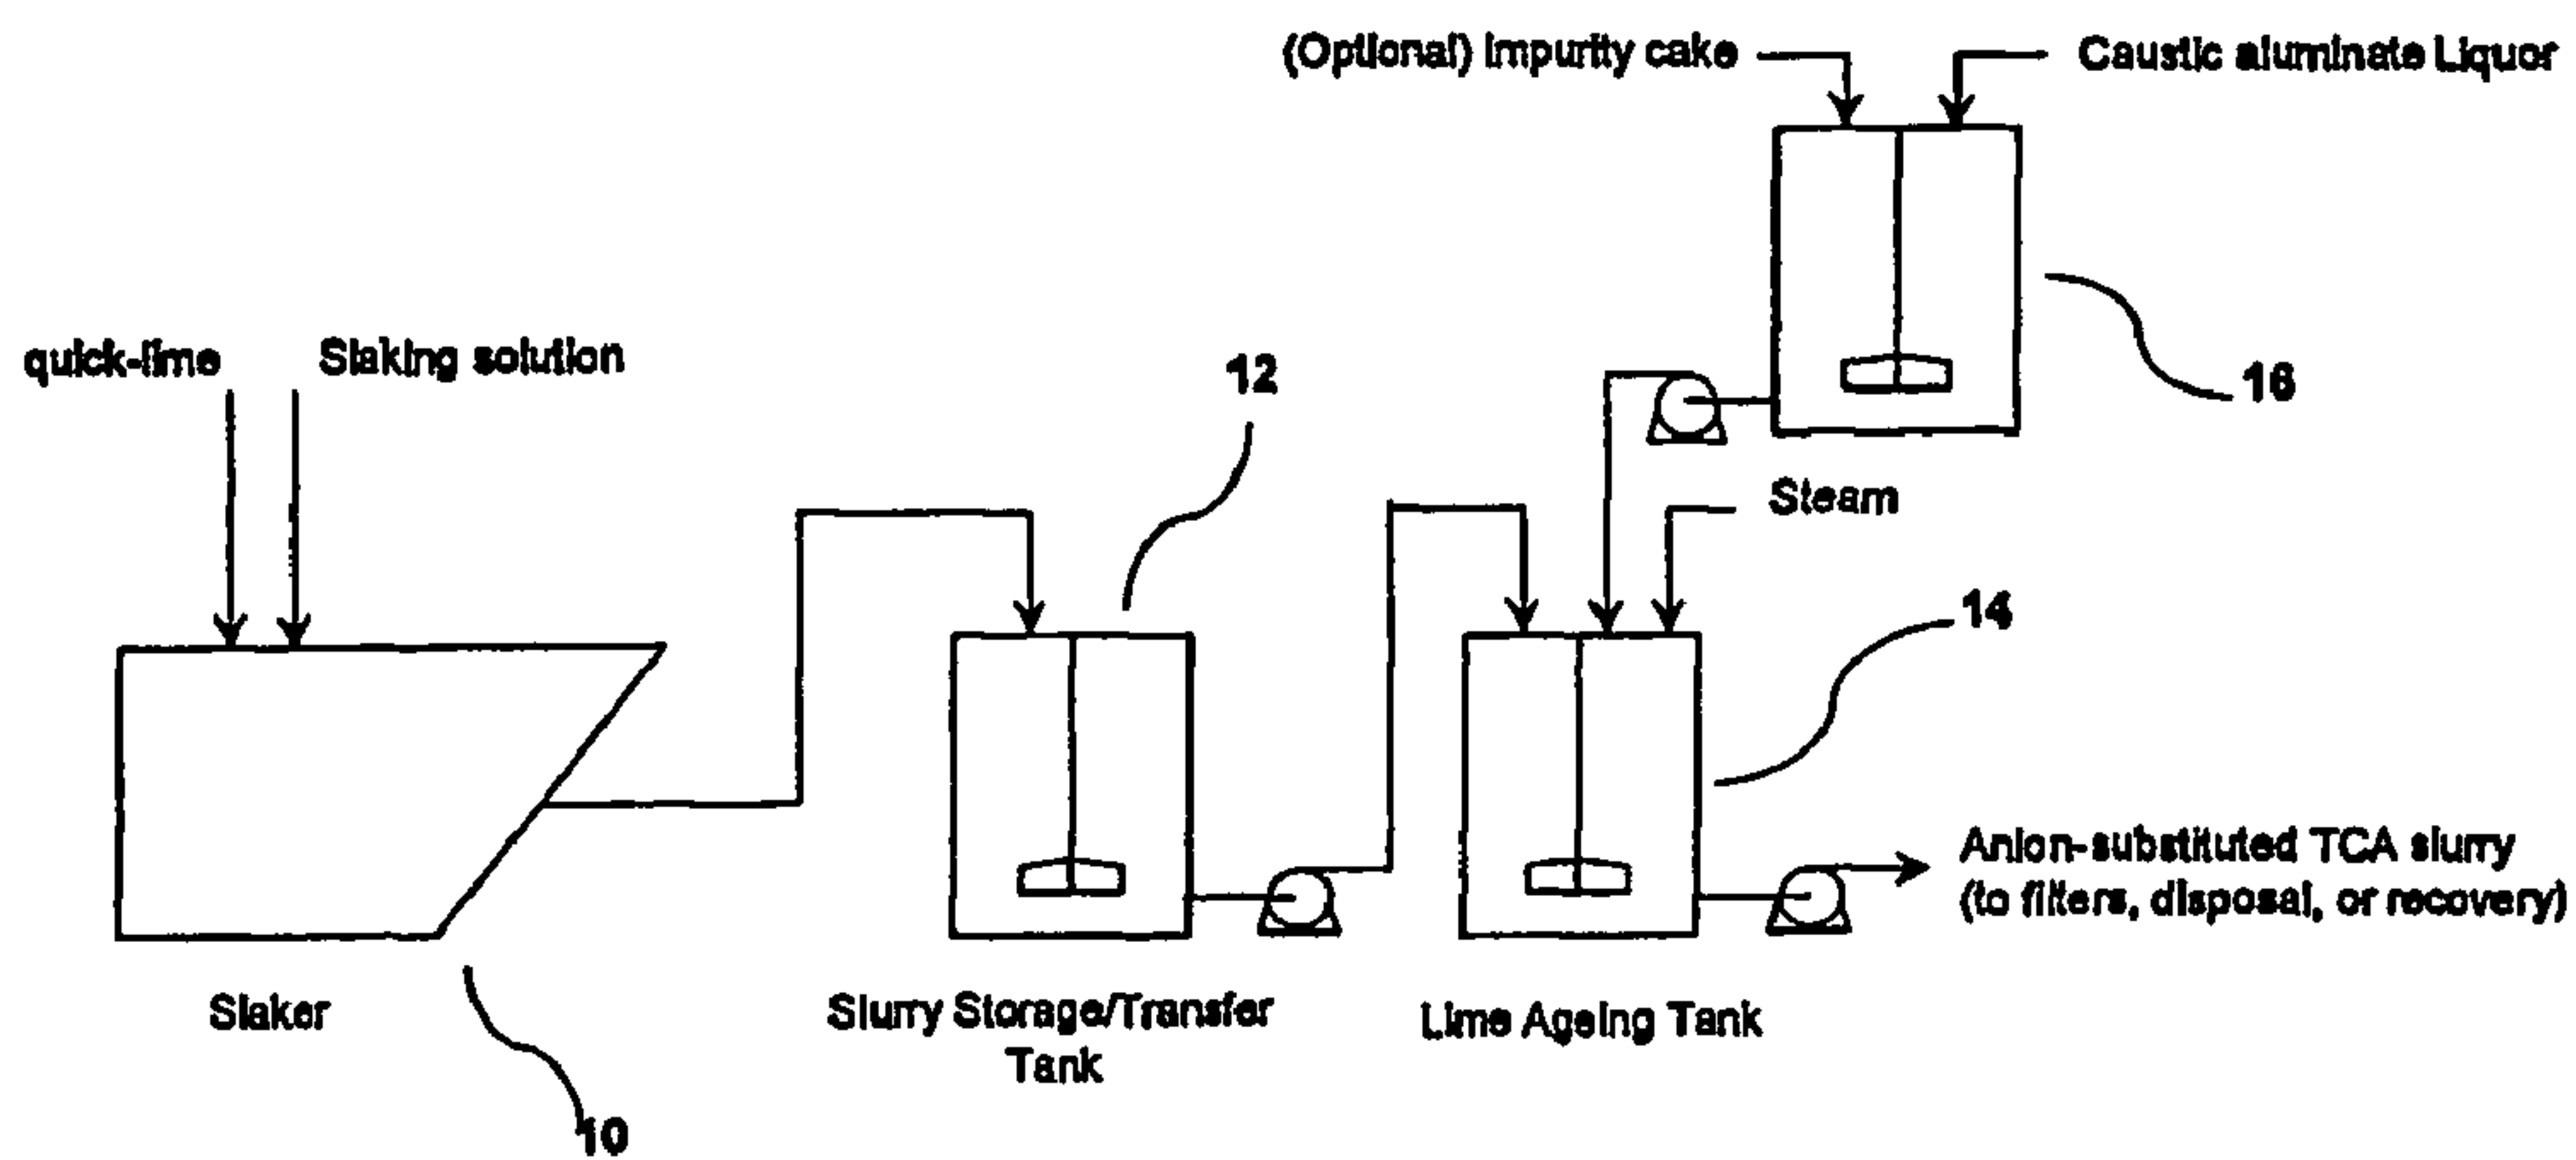 (Optional) Impurity cake
Caustic aluminate Liquor
quick-lime
Slaking solution
12
16
Steam
14
Anion-substituted TCA slurry
(to filters, disposal, or recovery)
Slaker
Slurry Storage/Transfer
Tank
Lime Ageing Tank
10